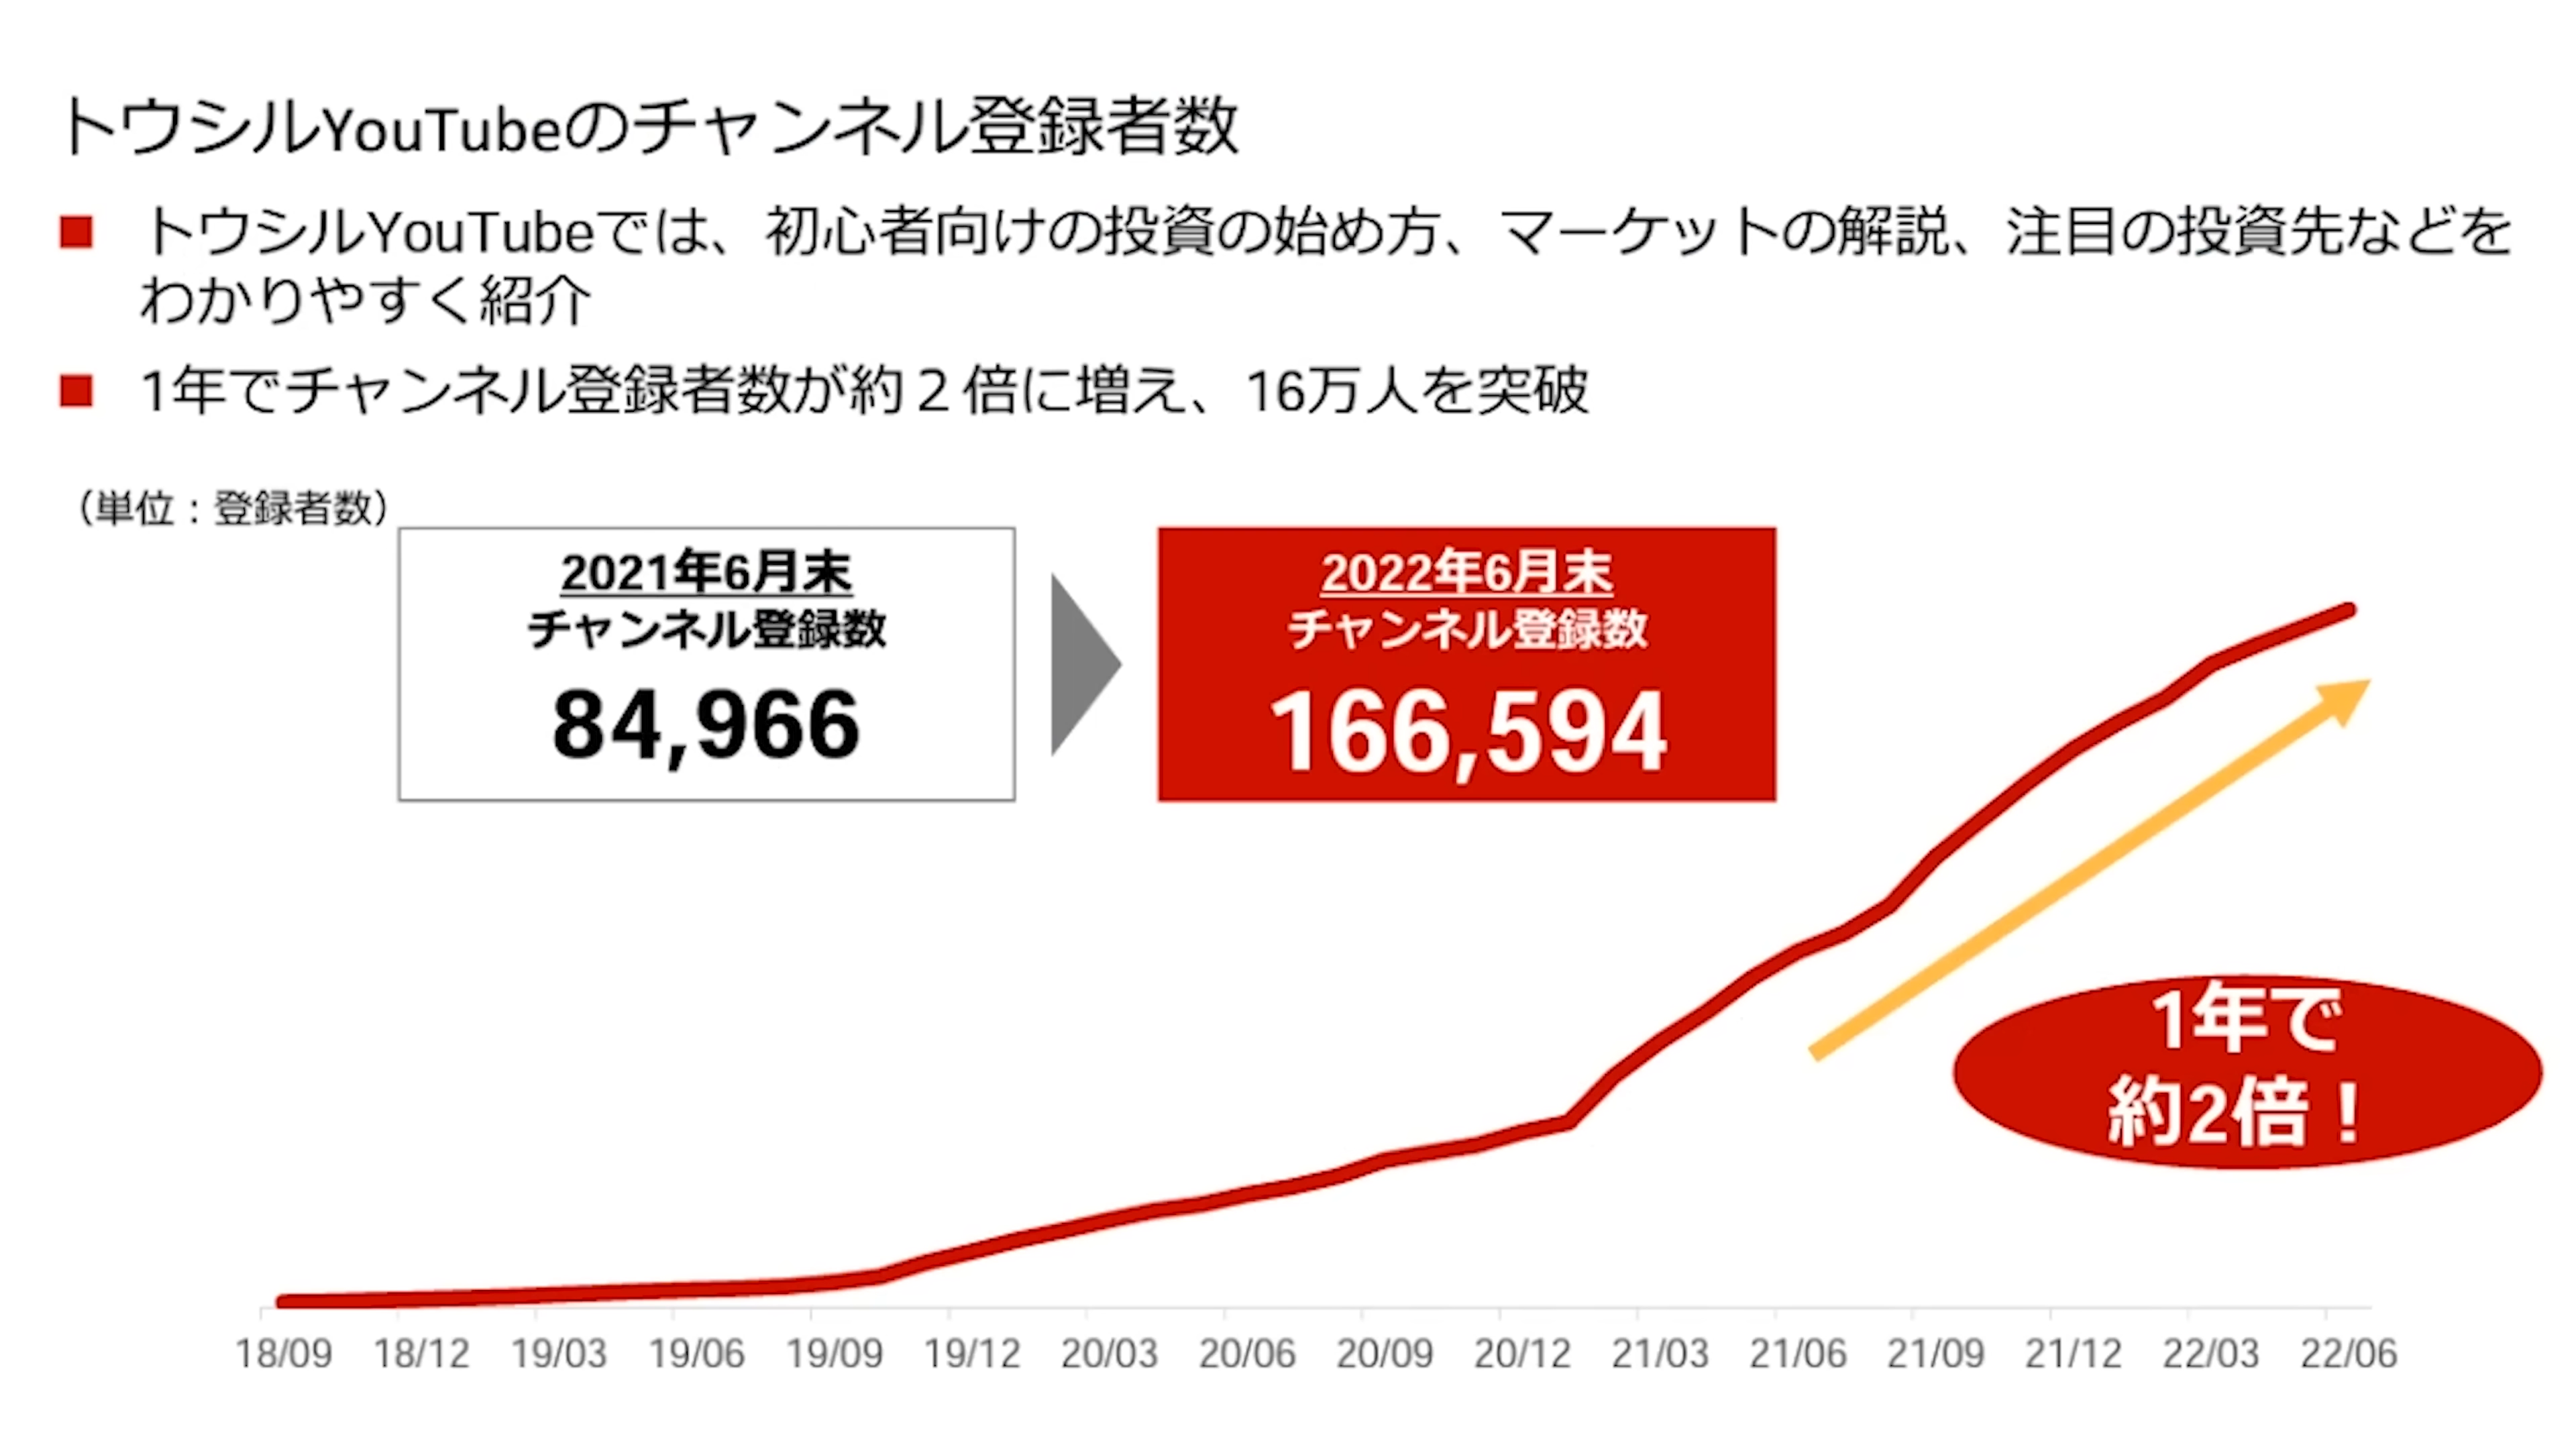 トウシルYouTubeのチャンネル登録者数
トウシルYouTubeでは、初心者向けの投資の始め方、マーケットの解説、注目の投資先などを
わかりやすく紹介
1年でチャンネル登録者数が約２倍に増え、16万人を突破
（単位：登録者数）
2021年6月末
チャンネル登録数
84,966
2022年6月末
チャンネル登録数
166,594
1年で
約2倍！
18/09 18/12 19/03 19/06 19/09 19/12 20/03 20/06 20/09 20/12 21/03 21/06 21/09 21/12 22/03 22/06